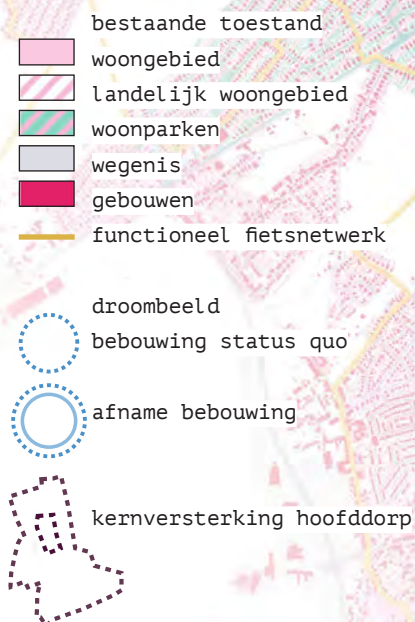 bestaande toestand
woongebied
landelijk woongebied
woonparken
wegenis
gebouwen
functioneel fietsnetwerk
droombeeld
bebouwing status quo
afname bebouwing
kernversterking hoofddorp